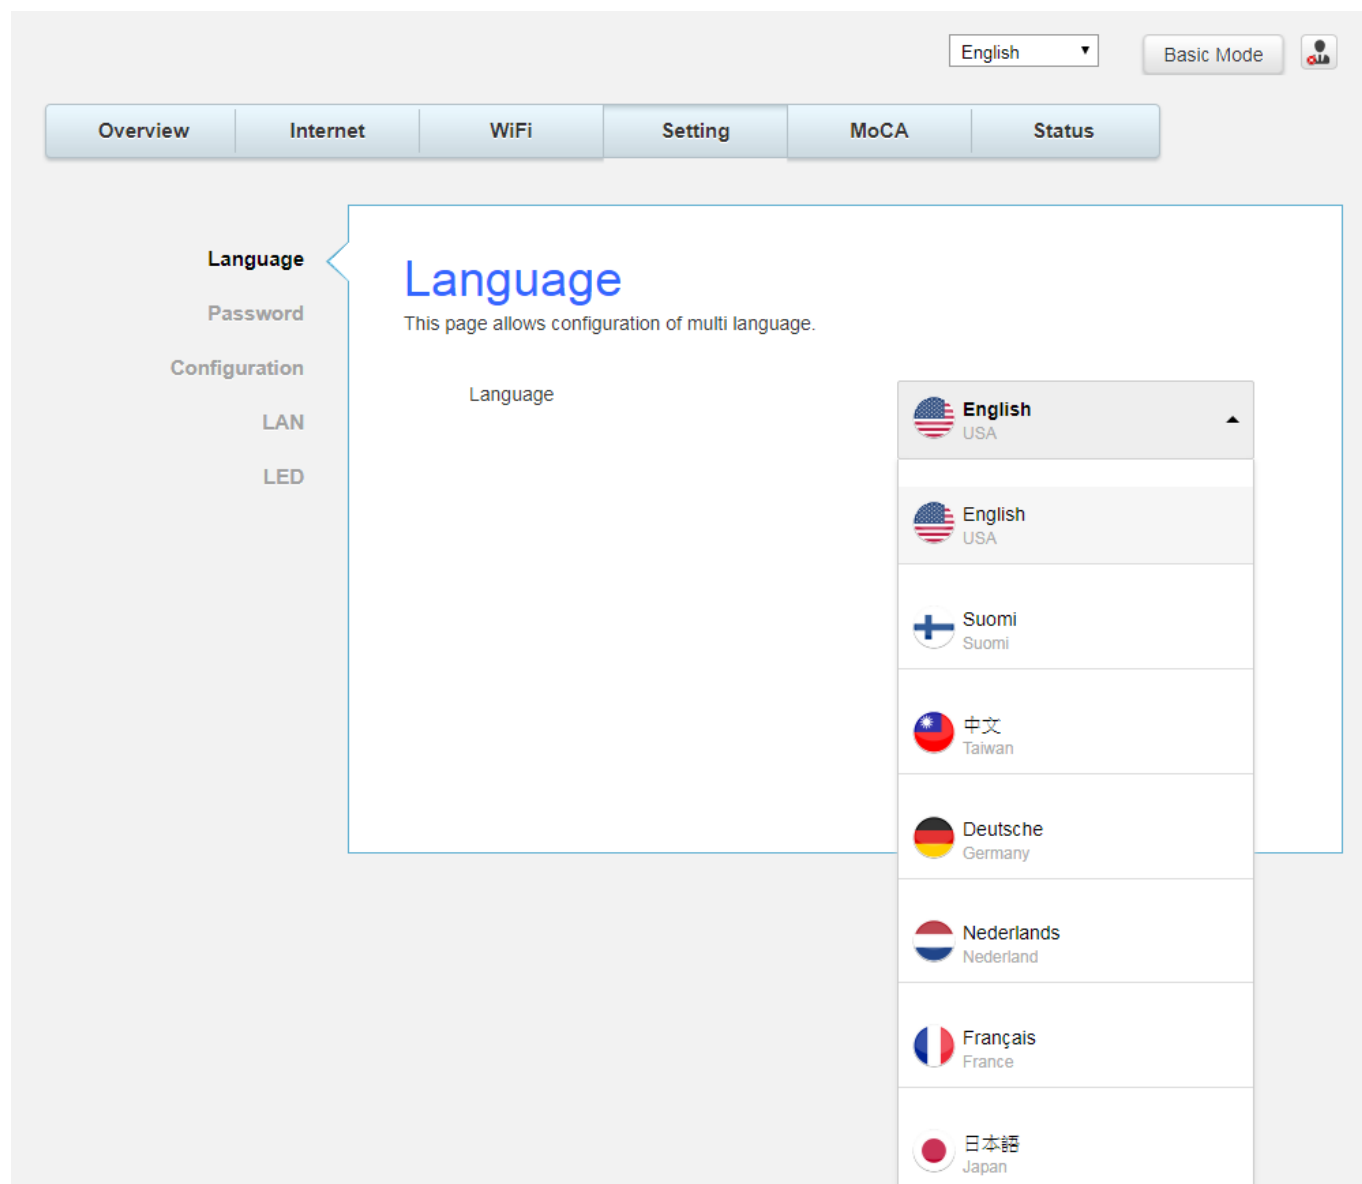 English
Basic Mode
Overview Internet WiFi Setting MoCA Status
Language
Password
Configuration
LAN
LED
Language
This page allows configuration of multi language.
Language
English
USA
English
USA
Suomi
Suomi
中文
Taiwan
Deutsche
Germany
Nederlands
Nederland
Français
France
日本語
Japan